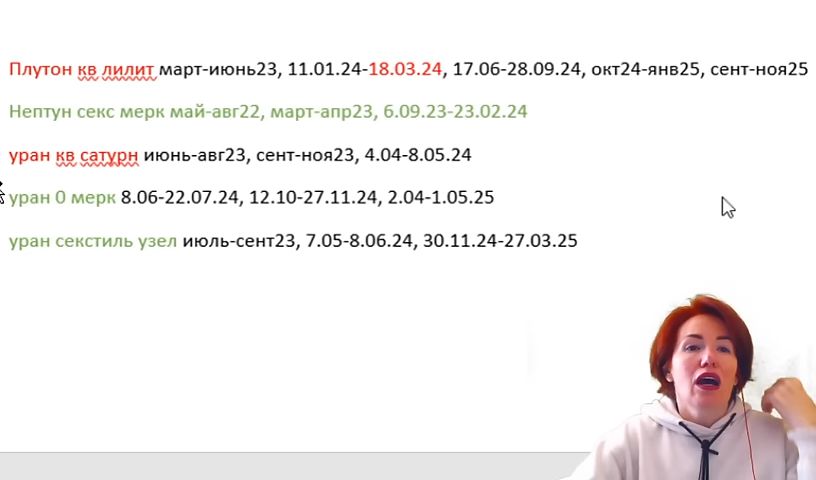 Плутон кв лилит март-июнь23, 11.01.24-18.03.24, 17.06-28.09.24, окт24-янв25, сент-ноя25
Нептун секс мерк май-авг22, март-апр23, 6.09.23-23.02.24
уран кв сатурн июнь-авг23, сент-ноя23, 4.04-8.05.24
уран 0 мерк 8.06-22.07.24, 12.10-27.11.24, 2.04-1.05.25
уран секстиль узел июль-сент23, 7.05-8.06.24, 30.11.24-27.03.25